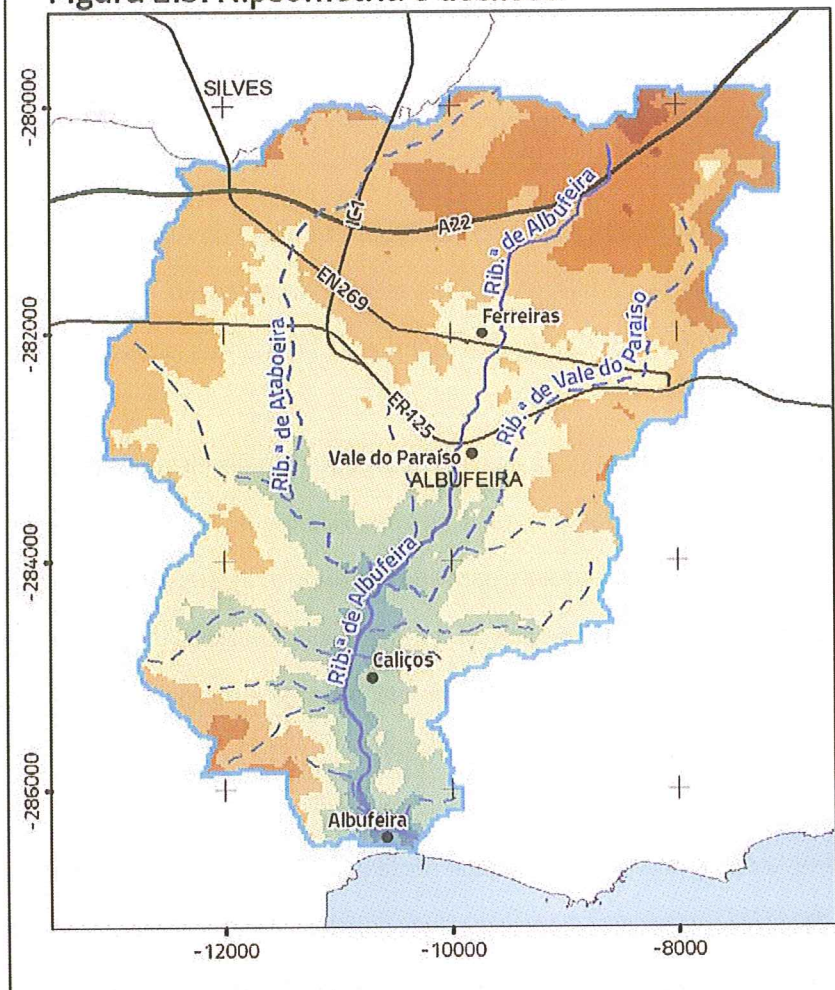 SILVES
-280000
A22
IC1
Rib.ª de Albufeira
EN269
Ferreiras
-282000
Rib.ª de Vale do Paraíso
Rib.ª de Ataboeira
ER125
Vale do Paraíso
ALBUFEIRA
-284000
Rib.ª de Albufeira
Caliços
-286000
Albufeira
-12000
-10000
-8000